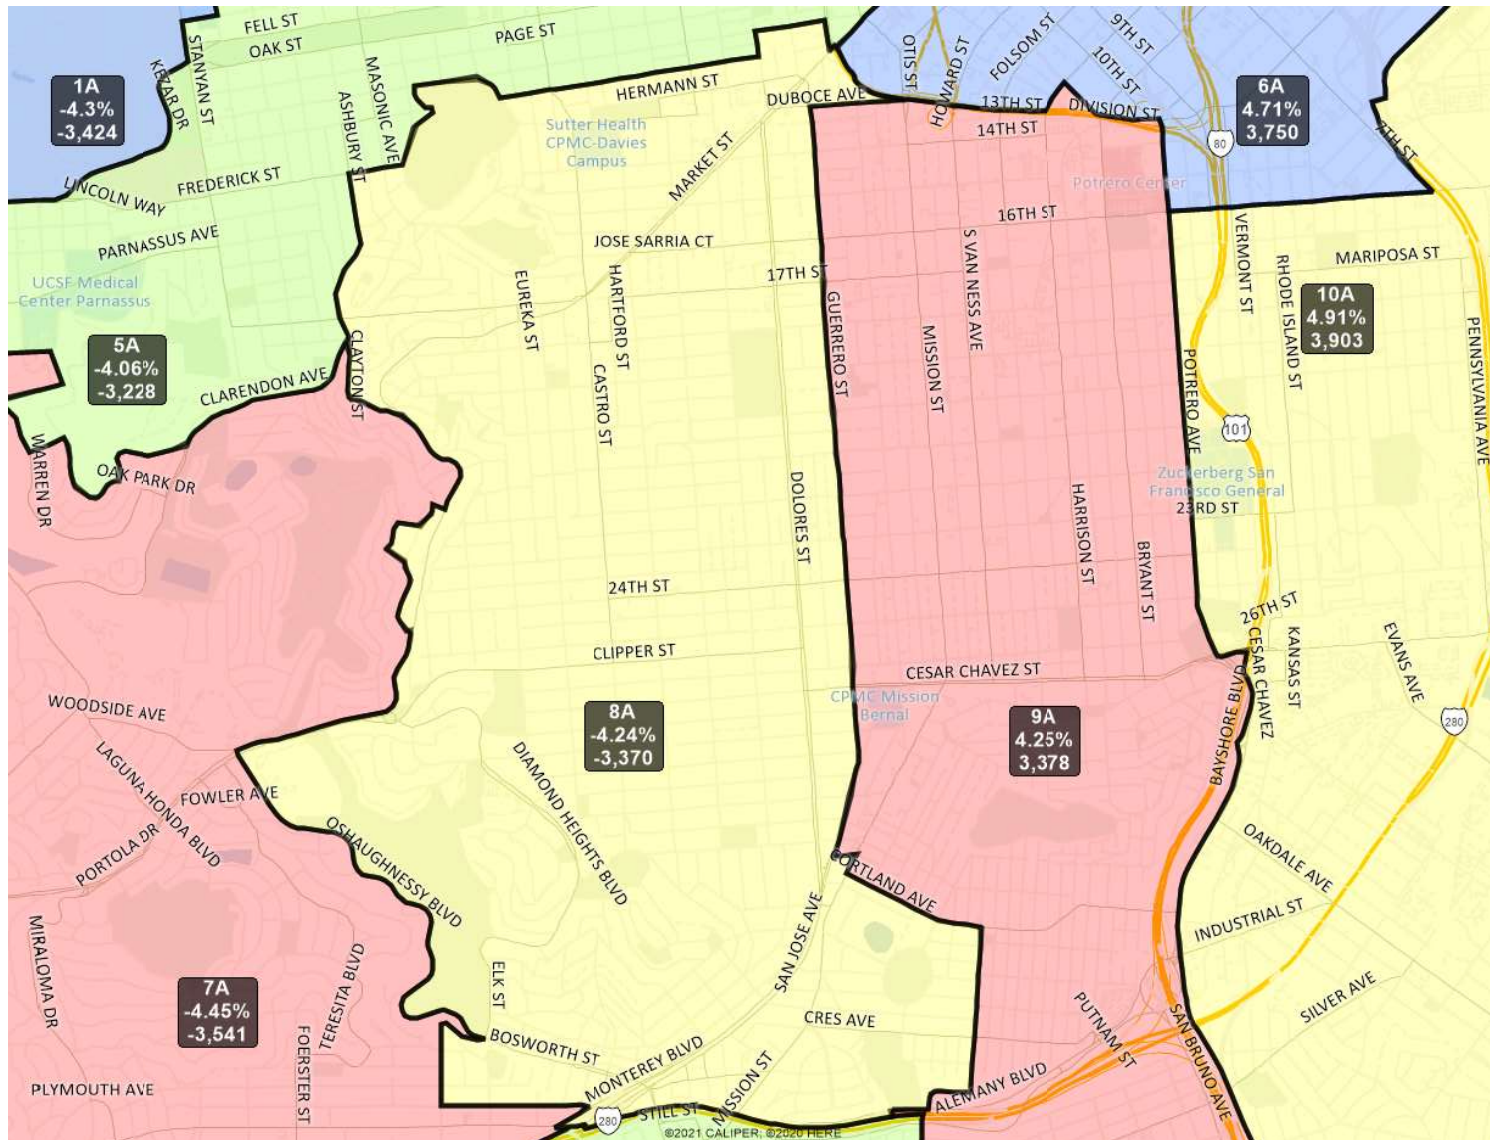 FELL ST
OAK ST
PAGE ST
STANYAN ST
KEZAR DR
MASONIC AVE
ASHBURY ST
1A
-4.3%
-3,424
LINCOLN WAY
FREDERICK ST
PARNASSUS AVE
UCSF Medical
Center Parnassus
5A
-4.06%
-3,228
CLARENDON AVE
CLAYTON ST
WARREN DR
OAK PARK DR
HERMANN ST
DUBOCE AVE
Sutter Health
CPMC-Davies
Campus
MARKET ST
JOSE SARRIA CT
17TH ST
EUREKA ST
HARTFORD ST
CASTRO ST
DOLORES ST
GUERRERO ST
24TH ST
CLIPPER ST
OTIS ST
HOWARD ST
FOLSOM ST
9TH ST
10TH ST
13TH ST
DIVISION ST
14TH ST
6A
4.71%
3,750
80
7TH ST
Potrero Center
16TH ST
S VAN NESS AVE
MISSION ST
VERMONT ST
RHODE ISLAND ST
MARIPOSA ST
10A
4.91%
3,903
PENNSYLVANIA AVE
POTRERO AVE
101
Zuckerberg San
Francisco General
23RD ST
HARRISON ST
BRYANT ST
26TH ST
CESAR CHAVEZ
KANSAS ST
EVANS AVE
280
CESAR CHAVEZ ST
CPMC Mission
Bernal
8A
-4.24%
-3,370
9A
4.25%
3,378
BAYSHORE BLVD
WOODSIDE AVE
LAGUNA HONDA BLVD
FOWLER AVE
PORTOLA DR
OSHAUGHNESSY BLVD
DIAMOND HEIGHTS BLVD
CORTLAND AVE
OAKDALE AVE
INDUSTRIAL ST
SILVER AVE
MIRALOMA DR
7A
-4.45%
-3,541
TERESITA BLVD
FOERSTER ST
PLYMOUTH AVE
ELK ST
SAN JOSE AVE
CRES AVE
BOSWORTH ST
MONTEREY BLVD
MISSION ST
280
STILL ST
ALEMANY BLVD
PUTNAM ST
SAN BRUNO AVE
©2021 CALIPER; ©2020 HERE